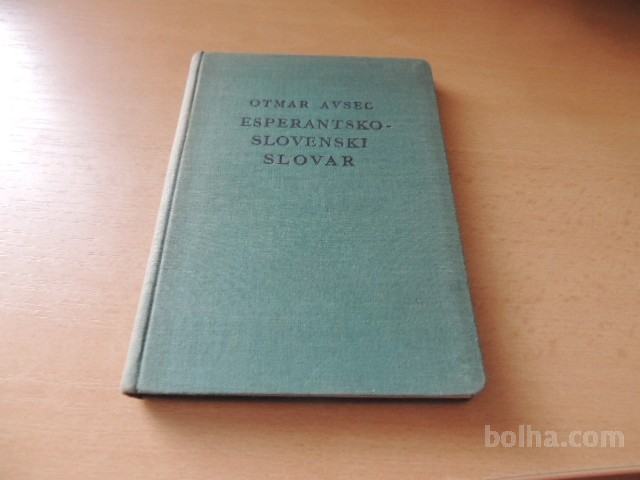 OTMAR AVSEC
ESPERANTSKO-
SLOVENSKI
SLOVAR
bolha.com